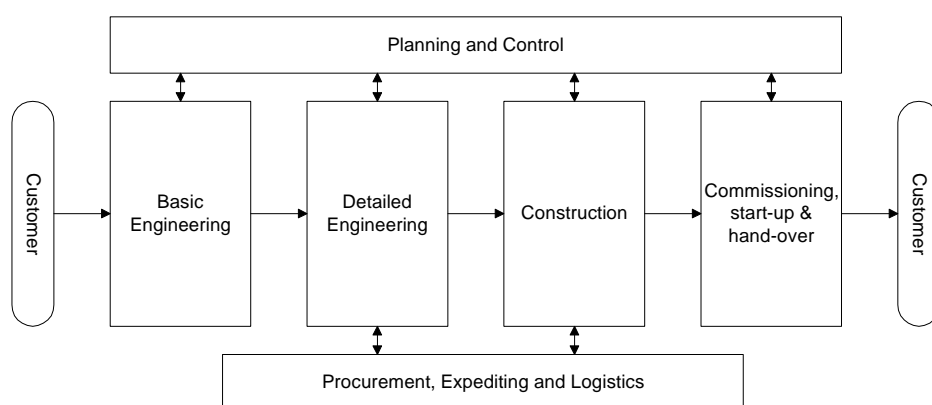 Planning and Control
Customer
Basic
Engineering
Detailed
Engineering
Construction
Commissioning,
start-up &
hand-over
Customer
Procurement, Expediting and Logistics